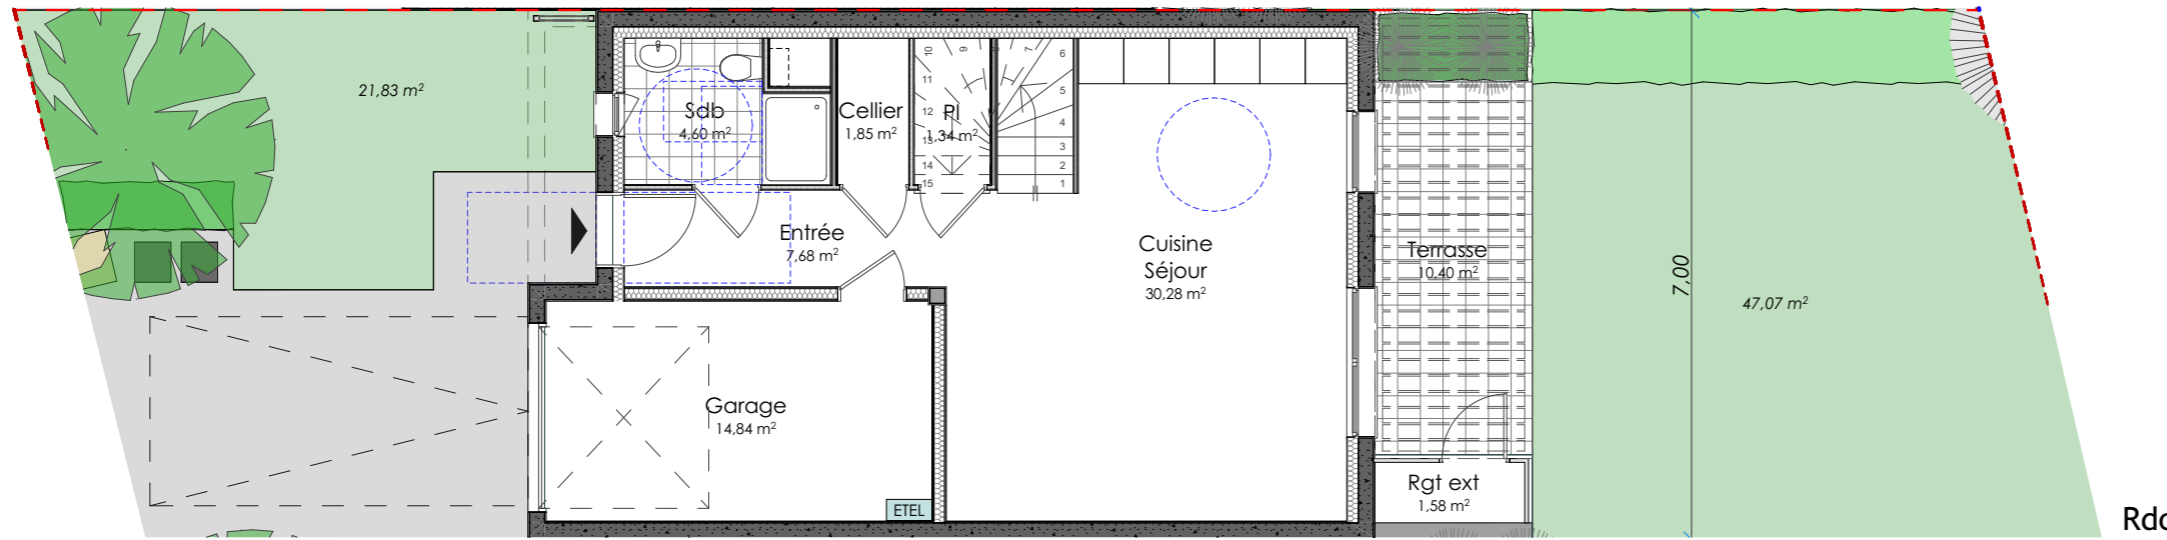 21,83 m²
Sdb
4,60 m²
Cellier
1,85 m²
Pl
1,34 m²
10
9
11
12
13
14
15
7
6
5
4
3
2
1
Entrée
7,68 m²
Cuisine
Séjour
30,28 m²
Terrasse
10,40 m²
7,00
47,07 m²
Garage
14,84 m²
ETEL
Rgt ext
1,58 m²